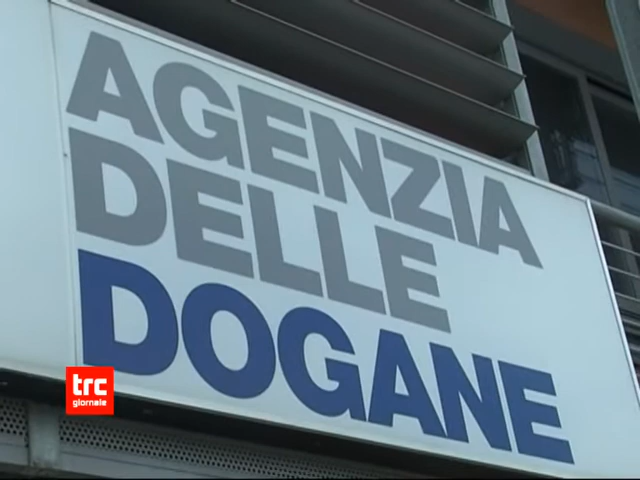 AGENZIA
DELLE
DOGANE
trc
giornale